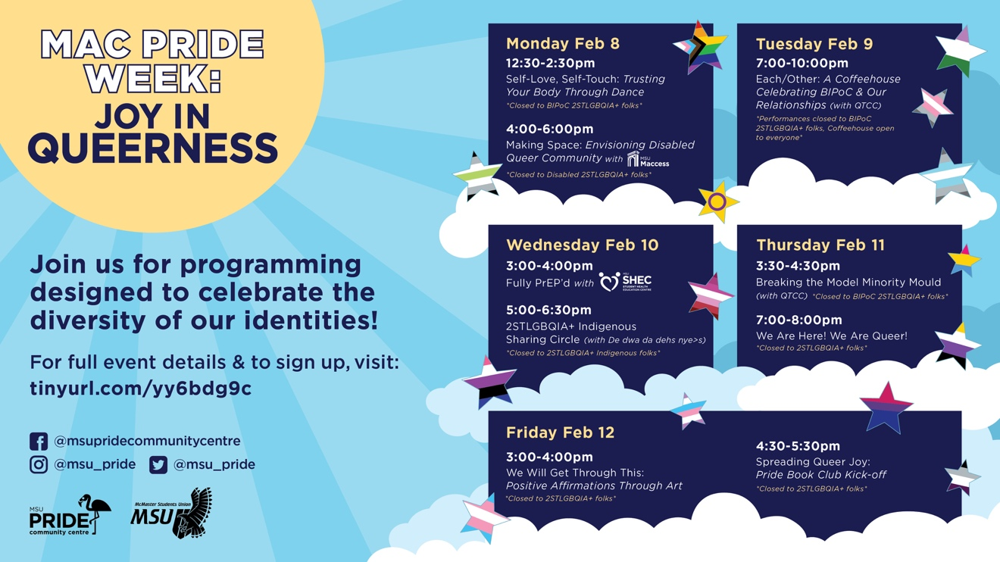 MAC PRIDE
WEEK:
JOY IN
QUEERNESS
Join us for programming
designed to celebrate the
diversity of our identities!
For full event details & to sign up, visit:
tinyurl.com/yy6bdg9c
@msupridecommunitycentre
@msu_pride @msu_pride
MSU
PRIDE
community centre
McMaster Students Union
MSU
Monday Feb 8
12:30-2:30pm
Self-Love, Self-Touch: Trusting
Your Body Through Dance
*Closed to BIPoC 2STLGBQIA+ folks*
4:00-6:00pm
Making Space: Envisioning Disabled
Queer Community with MSU Maccess
*Closed to Disabled 2STLGBQIA+ folks*
Tuesday Feb 9
7:00-10:00pm
Each/Other: A Coffeehouse
Celebrating BIPoC & Our
Relationships (with QTCC)
*Performances closed to BIPoC
2STLGBQIA+ folks, Coffeehouse open
to everyone*
Wednesday Feb 10
3:00-4:00pm
Fully PrEP'd with MSU SHEC
STUDENT HEALTH
EDUCATION CENTRE
5:00-6:30pm
2STLGBQIA+ Indigenous
Sharing Circle (with De dwa da dehs nye>s)
*Closed to 2STLGBQIA+ Indigenous folks*
Thursday Feb 11
3:30-4:30pm
Breaking the Model Minority Mould
(with QTCC) *Closed to BIPoC 2STLGBQIA+ folks*
7:00-8:00pm
We Are Here! We Are Queer!
*Closed to 2STLGBQIA+ folks*
Friday Feb 12
3:00-4:00pm
We Will Get Through This:
Positive Affirmations Through Art
*Closed to 2STLGBQIA+ folks*
4:30-5:30pm
Spreading Queer Joy:
Pride Book Club Kick-off
*Closed to 2STLGBQIA+ folks*